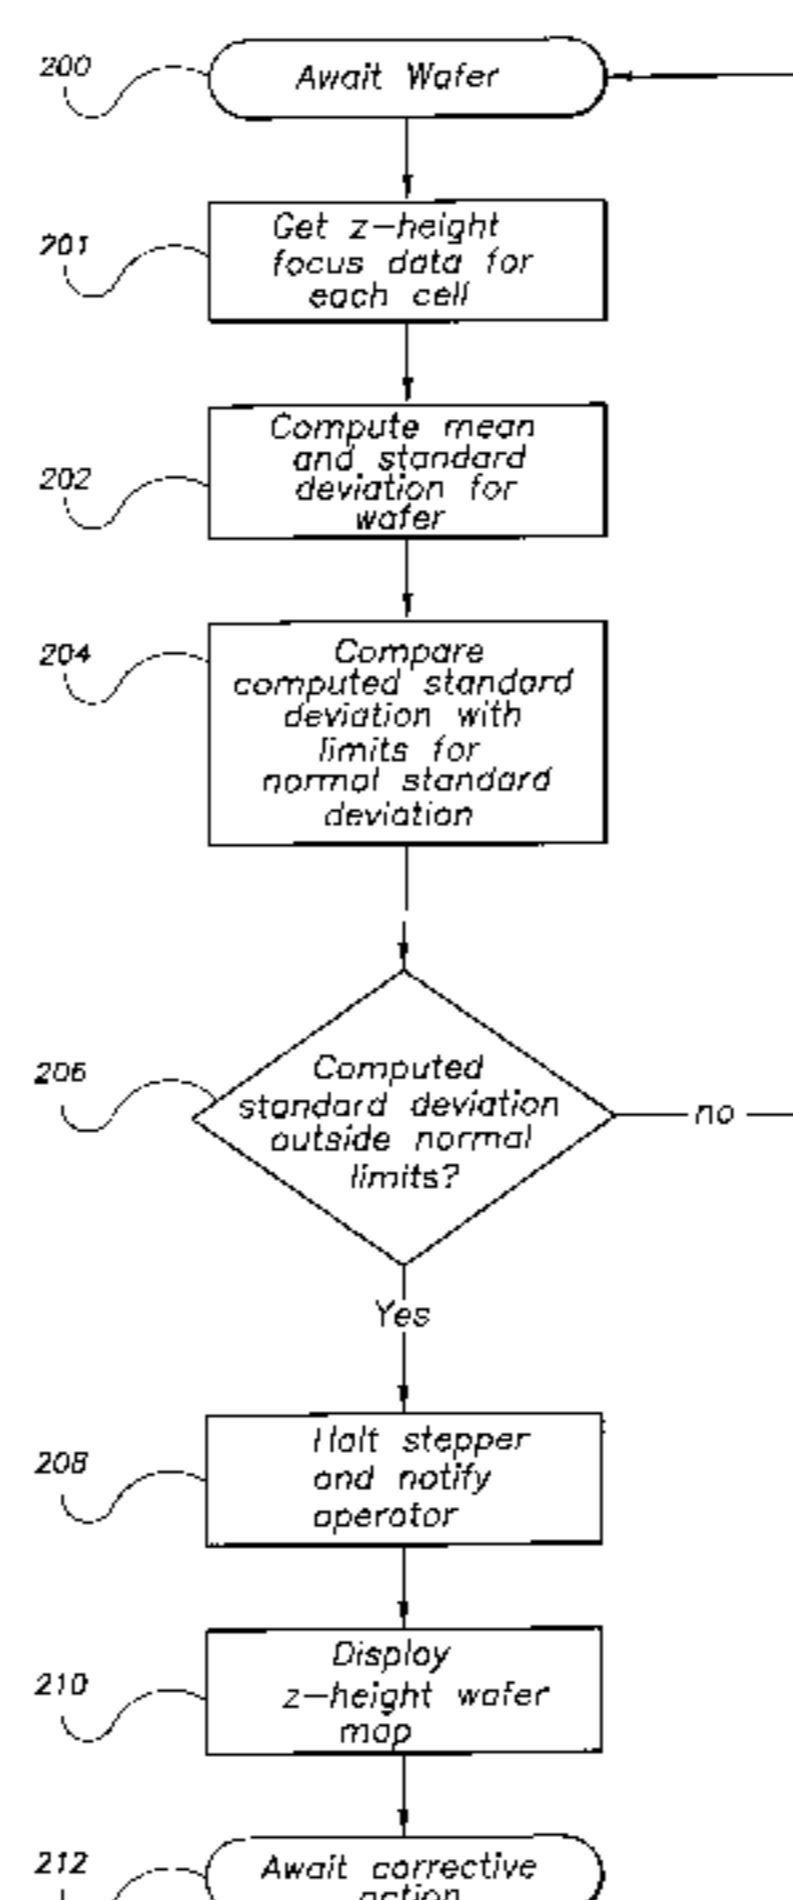 200
Await Wafer
201
Get z-height
focus data for
each cell
202
Compute mean
and standard
deviation for
wafer
204
Compare
computed standard
deviation with
limits for
normal standard
deviation
206
Computed
standard deviation
outside normal
limits?
no
Yes
208
Halt stepper
and notify
operator
210
Display
z-height wafer
map
212
Await corrective
action